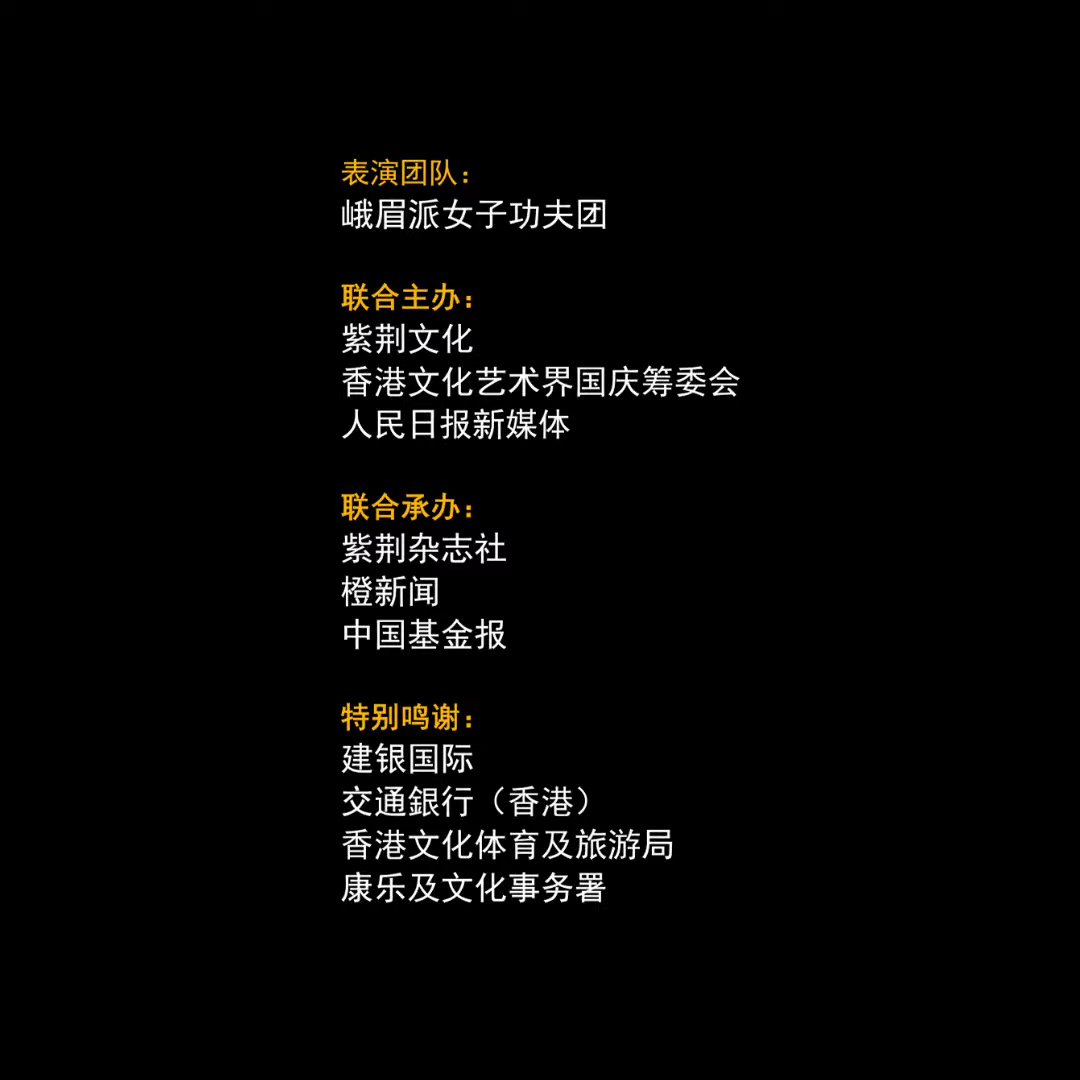 表演团队：
峨眉派女子功夫团
联合主办：
紫荆文化
香港文化艺术界国庆筹委会
人民日报新媒体
联合承办：
紫荆杂志社
橙新闻
中国基金报
特别鸣谢：
建银国际
交通銀行（香港）
香港文化体育及旅游局
康乐及文化事务署